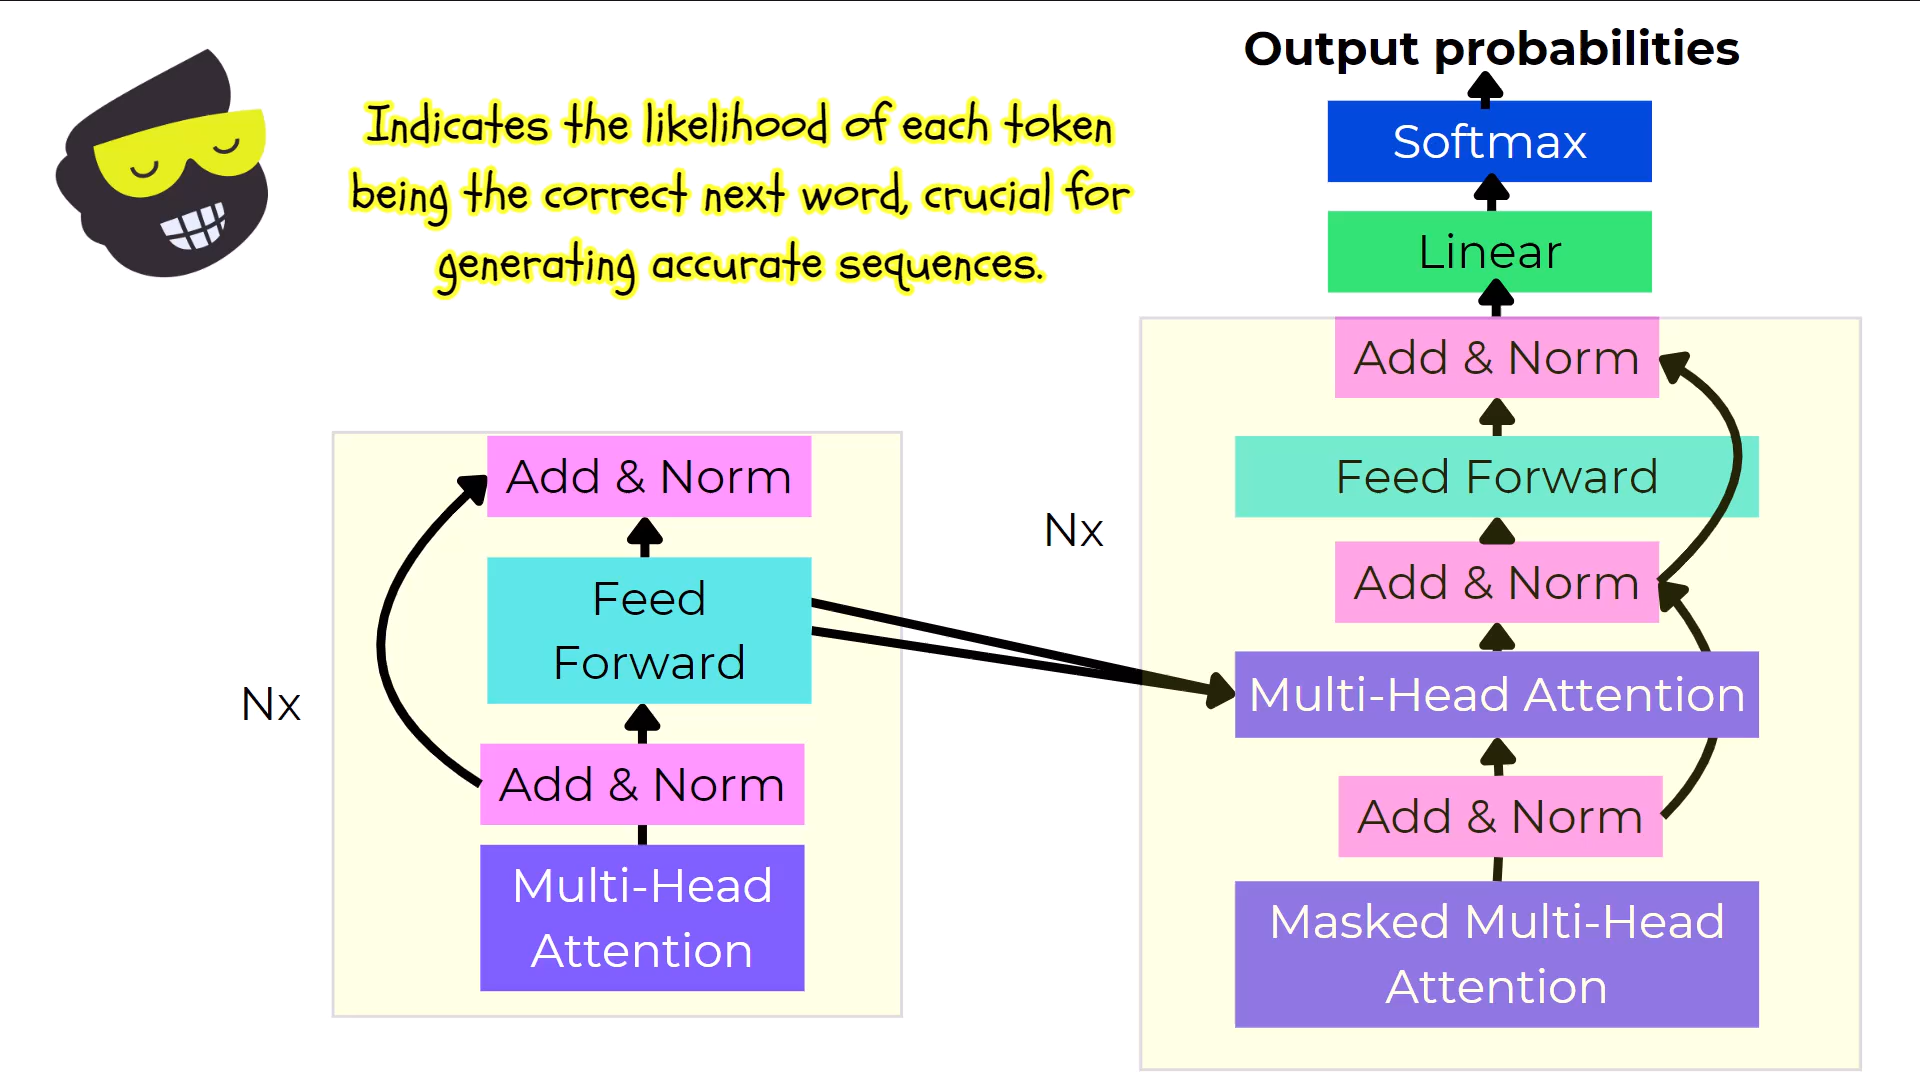 Output probabilities
Indicates the likelihood of each token
being the correct next word, crucial for
generating accurate sequences.
Softmax
Linear
Add & Norm
Feed Forward
Add & Norm
Multi-Head Attention
Add & Norm
Masked Multi-Head
Attention
Nx
Add & Norm
Feed
Forward
Add & Norm
Multi-Head
Attention
Nx